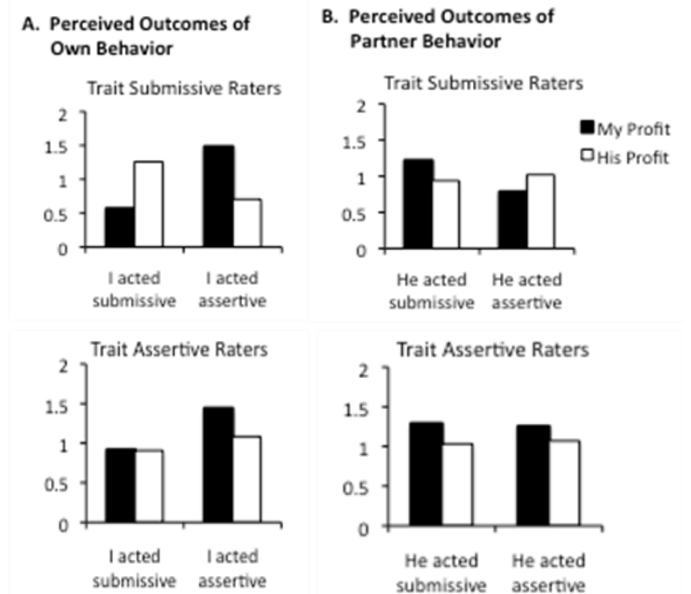 A. Perceived Outcomes of
Own Behavior
Trait Submissive Raters
2
1.5
1
0.5
0
I acted
submissive
I acted
assertive
Trait Assertive Raters
2
1.5
1
0.5
0
I acted
submissive
I acted
assertive
B. Perceived Outcomes of
Partner Behavior
Trait Submissive Raters
2
1.5
1
0.5
0
He acted
submissive
He acted
assertive
My Profit
His Profit
Trait Assertive Raters
2
1.5
1
0.5
0
He acted
submissive
He acted
assertive